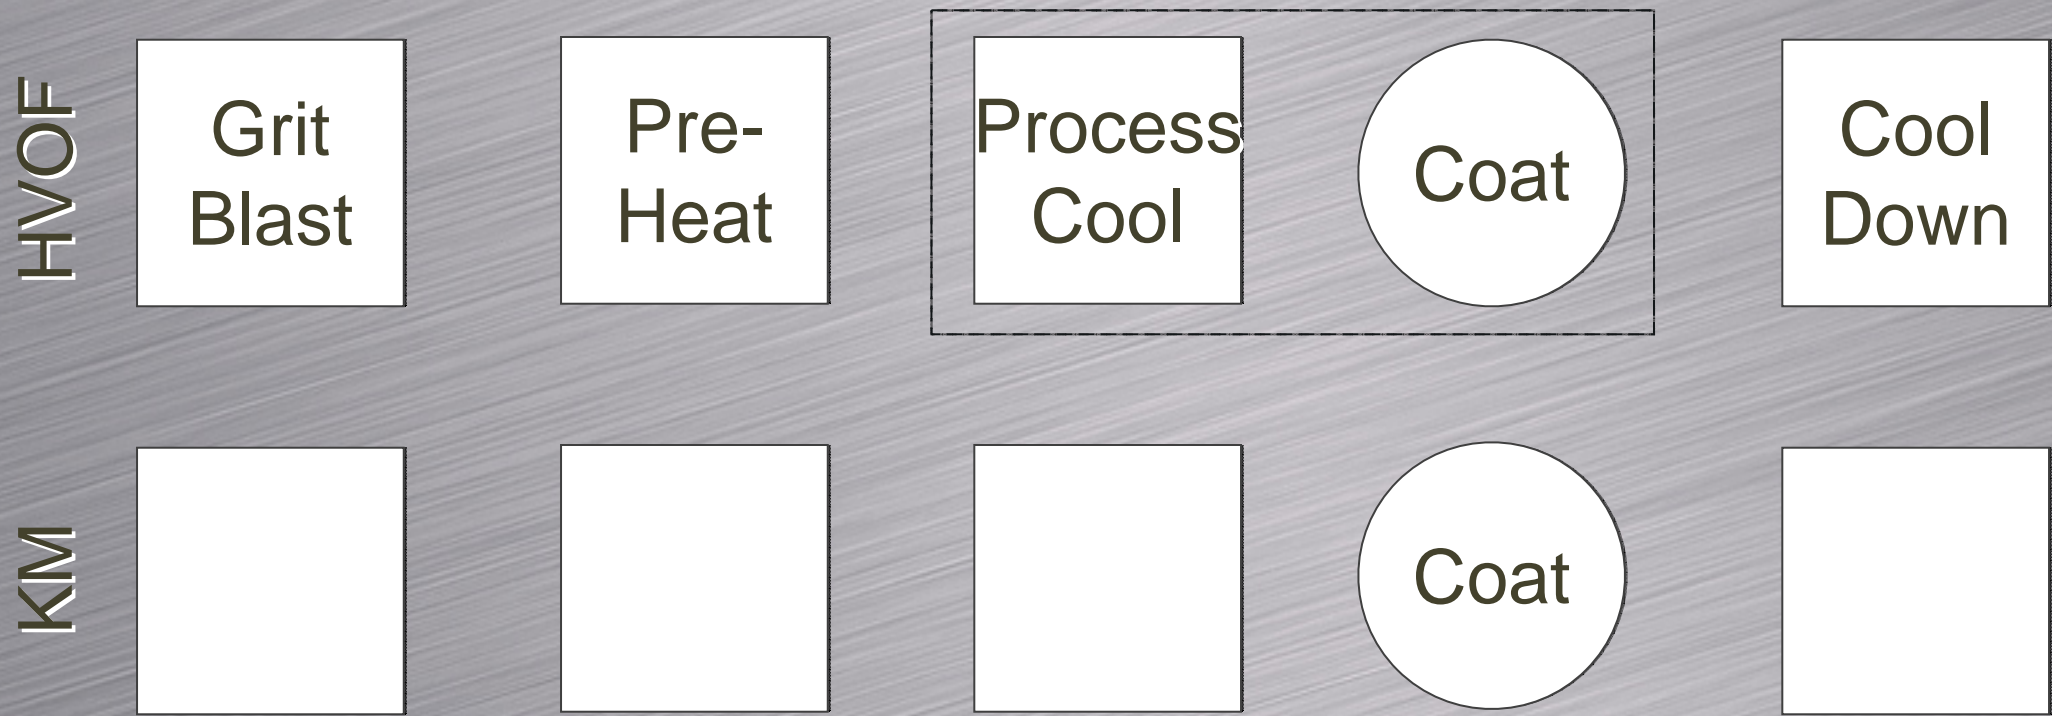 HVOF
Grit
Blast
Pre-
Heat
Process
Cool
Coat
Cool
Down
KM
Coat